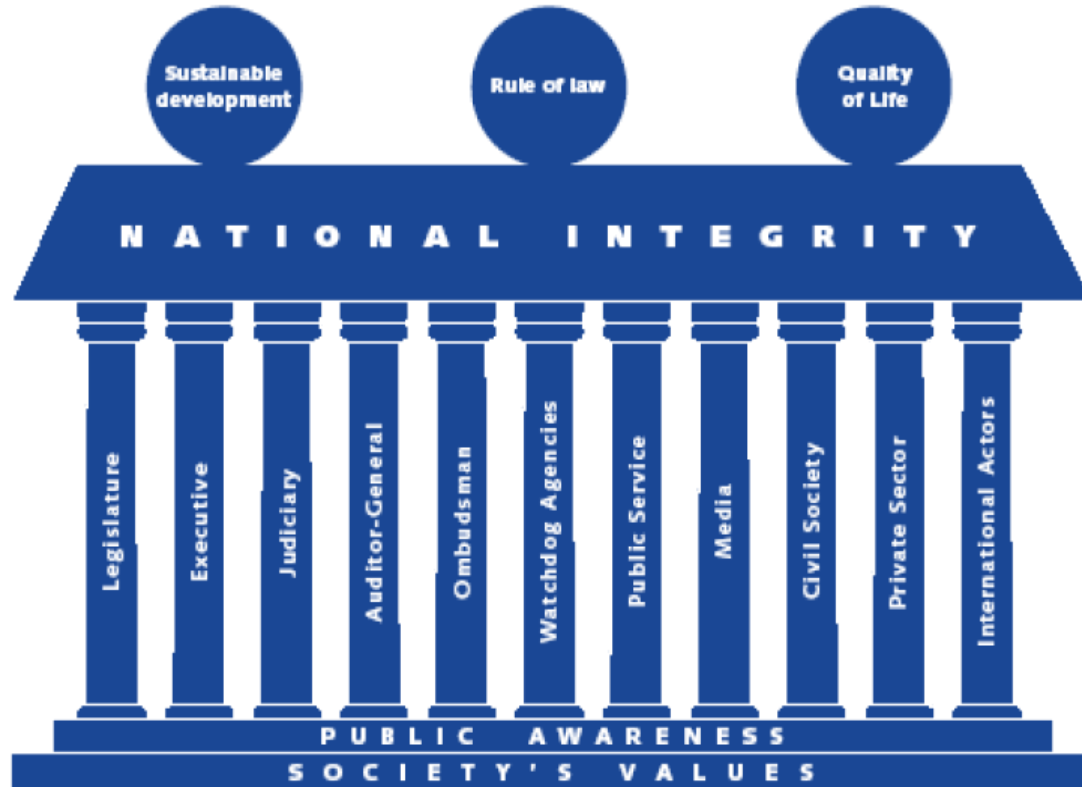 Sustainable
development
Rule of law
Quality
of Life
NATIONAL INTEGRITY
Legislature
Executive
Judiciary
Auditor-General
Ombudsman
Watchdog Agencies
Public Service
Media
Civil Society
Private Sector
International Actors
PUBLIC AWARENESS
SOCIETY'S VALUES